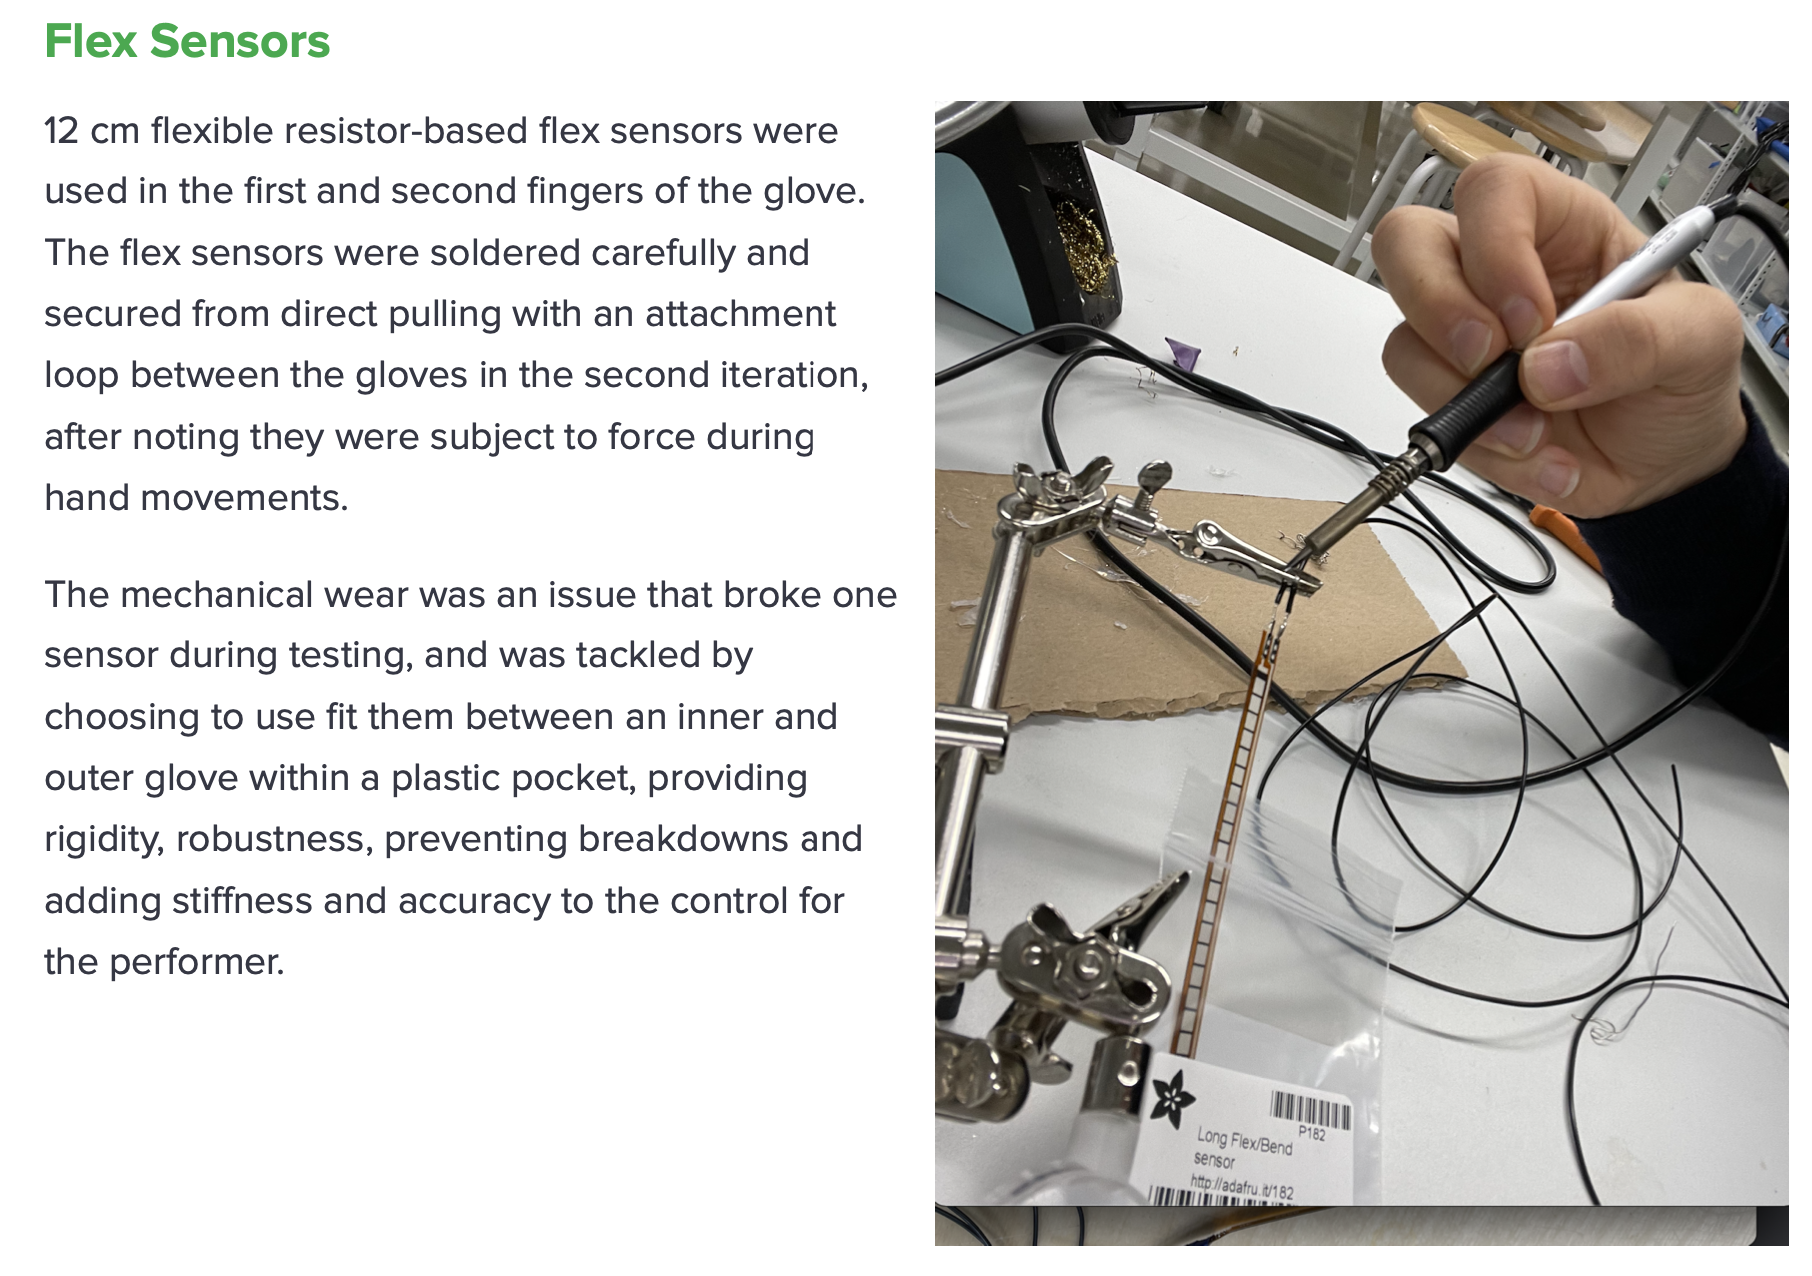 Flex Sensors
12 cm flexible resistor-based flex sensors were
used in the first and second fingers of the glove.
The flex sensors were soldered carefully and
secured from direct pulling with an attachment
loop between the gloves in the second iteration,
after noting they were subject to force during
hand movements.
The mechanical wear was an issue that broke one
sensor during testing, and was tackled by
choosing to use fit them between an inner and
outer glove within a plastic pocket, providing
rigidity, robustness, preventing breakdowns and
adding stiffness and accuracy to the control for
the performer.
P182
Long Flex/Bend
sensor
http://adafru.it/182